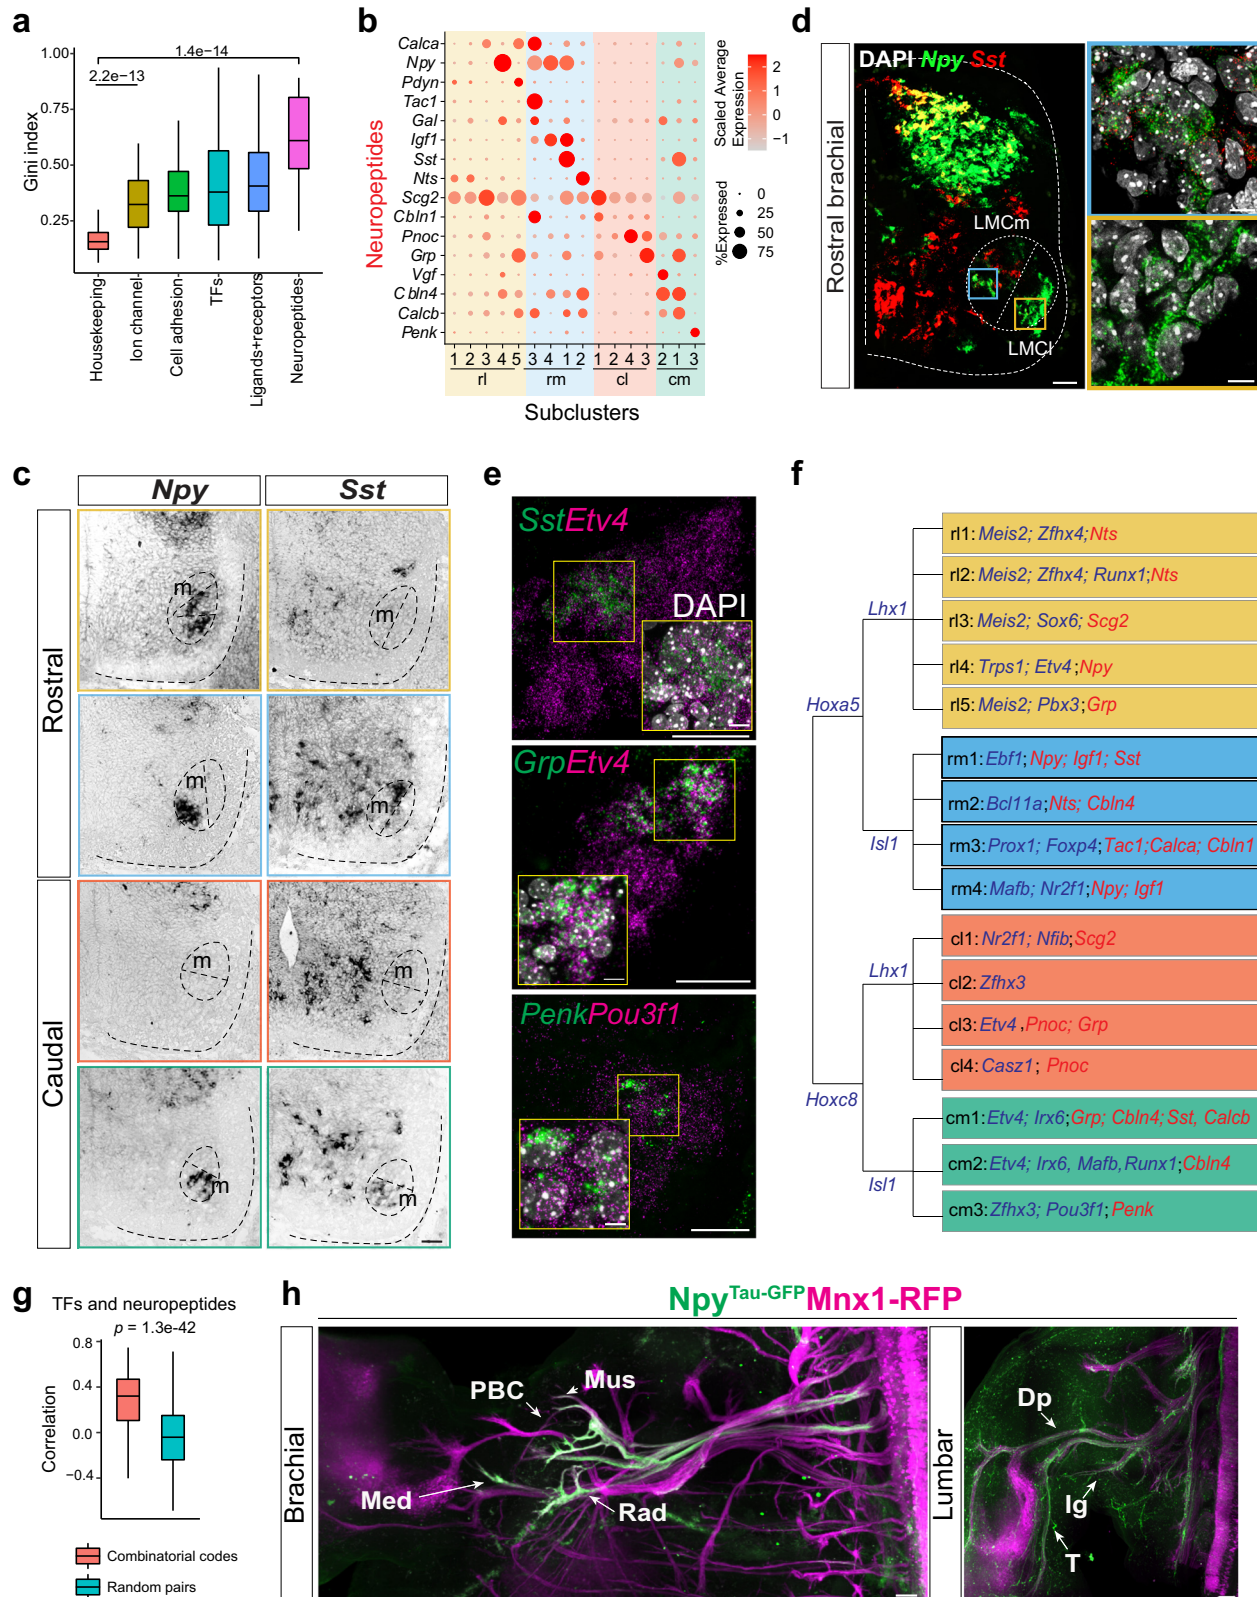 a
1.4e−14
2.2e−13
Gini index
1.00
0.75
0.50
0.25
Housekeeping
Ion channel
Cell adhesion
TFs
Ligands+receptors
Neuropeptides
b
Neuropeptides
Calca
Npy
Pdyn
Tac1
Gal
Igf1
Sst
Nts
Scg2
Cbln1
Pnoc
Grp
Vgf
Cbln4
Calcb
Penk
1 2 3 4 5 3 4 1 2 1 2 4 3 2 1 3
rl rm cl cm
Subclusters
Scaled Average
Expression
2
1
0
−1
%Expressed
0
25
50
75
d
Rostral brachial
DAPI Npy Sst
LMCm
LMCl
c
Npy Sst
Rostral
Caudal
m
m
m
m
m
m
m
m
e
SstEtv4
DAPI
GrpEtv4
PenkPou3f1
f
Hoxa5
Hoxc8
Lhx1
Isl1
Lhx1
Isl1
rl1: Meis2; Zfhx4; Nts
rl2: Meis2; Zfhx4; Runx1; Nts
rl3: Meis2; Sox6; Scg2
rl4: Trps1; Etv4 ; Npy
rl5: Meis2; Pbx3; Grp
rm1: Ebf1; Npy; Igf1; Sst
rm2: Bcl11a; Nts; Cbln4
rm3: Prox1; Foxp4; Tac1;Calca; Cbln1
rm4: Mafb; Nr2f1; Npy; Igf1
cl1: Nr2f1; Nfib; Scg2
cl2: Zfhx3
cl3: Etv4 , Pnoc; Grp
cl4: Casz1 ; Pnoc
cm1: Etv4; Irx6; Grp; Cbln4; Sst, Calcb
cm2: Etv4; Irx6, Mafb, Runx1; Cbln4
cm3: Zfhx3; Pou3f1; Penk
g
TFs and neuropeptides
p = 1.3e-42
Correlation
0.8
0.4
0.0
−0.4
Combinatorial codes
Random pairs
h
Npy Tau-GFP Mnx1-RFP
Brachial
PBC
Mus
Med
Rad
Lumbar
Dp
Ig
T